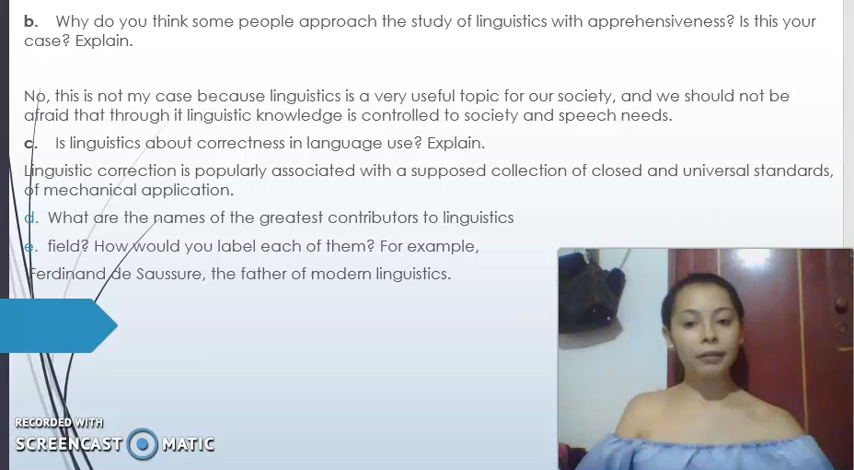 b. Why do you think some people approach the study of linguistics with apprehensiveness? Is this your
case? Explain.
No, this is not my case because linguistics is a very useful topic for our society, and we should not be
afraid that through it linguistic knowledge is controlled to society and speech needs.
c. Is linguistics about correctness in language use? Explain.
Linguistic correction is popularly associated with a supposed collection of closed and universal standards,
of mechanical application.
d. What are the names of the greatest contributors to linguistics
e. field? How would you label each of them? For example,
Ferdinand de Saussure, the father of modern linguistics.
RECORDED WITH
SCREENCAST MATIC